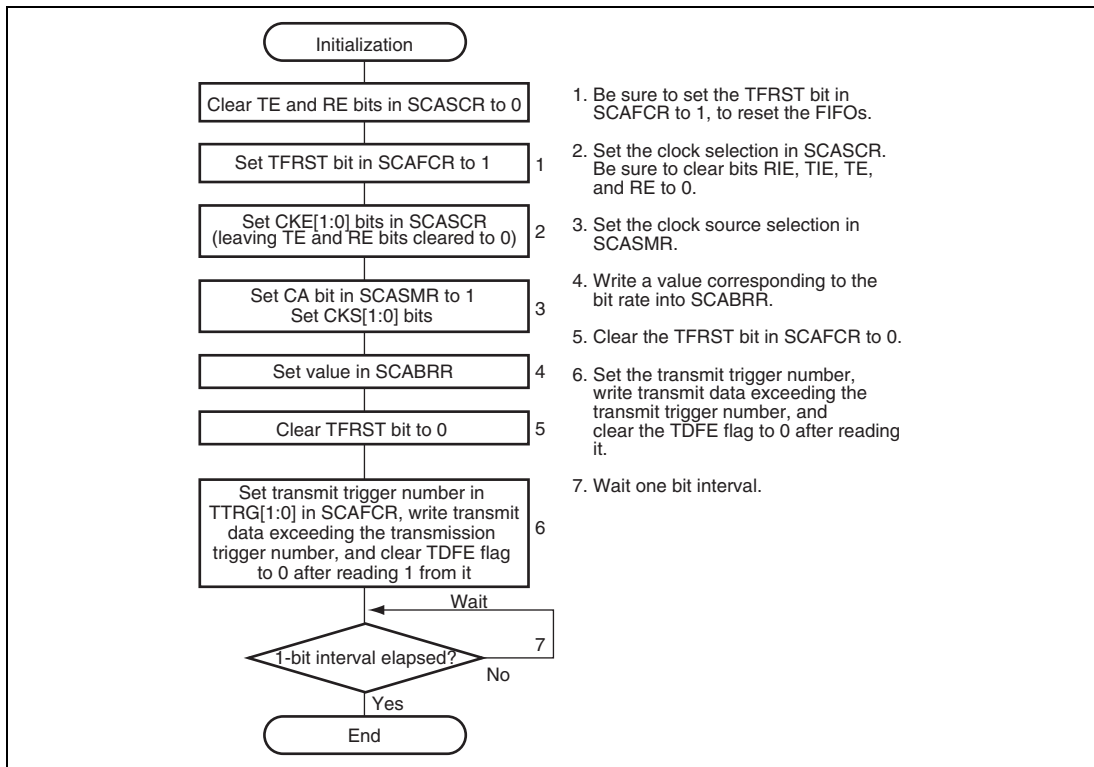 Initialization
Clear TE and RE bits in SCASCR to 0
Set TFRST bit in SCAFCR to 1
1
Set CKE[1:0] bits in SCASCR
(leaving TE and RE bits cleared to 0)
2
Set CA bit in SCASMR to 1
Set CKS[1:0] bits
3
Set value in SCABRR
4
Clear TFRST bit to 0
5
Set transmit trigger number in
TTRG[1:0] in SCAFCR, write transmit
data exceeding the transmission
trigger number, and clear TDFE flag
to 0 after reading 1 from it
6
Wait
1-bit interval elapsed?
7
No
Yes
End
1. Be sure to set the TFRST bit in
SCAFCR to 1, to reset the FIFOs.
2. Set the clock selection in SCASCR.
Be sure to clear bits RIE, TIE, TE,
and RE to 0.
3. Set the clock source selection in
SCASMR.
4. Write a value corresponding to the
bit rate into SCABRR.
5. Clear the TFRST bit in SCAFCR to 0.
6. Set the transmit trigger number,
write transmit data exceeding the
transmit trigger number, and
clear the TDFE flag to 0 after reading
it.
7. Wait one bit interval.